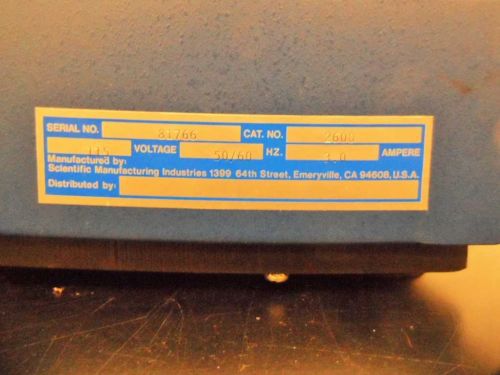 SERIAL NO. 81766 CAT. NO. 2600
115 VOLTAGE 50/60 HZ. 1.0 AMPERE
Manufactured by:
Scientific Manufacturing Industries 1399 64th Street, Emeryville, CA 94608, U.S.A.
Distributed by: